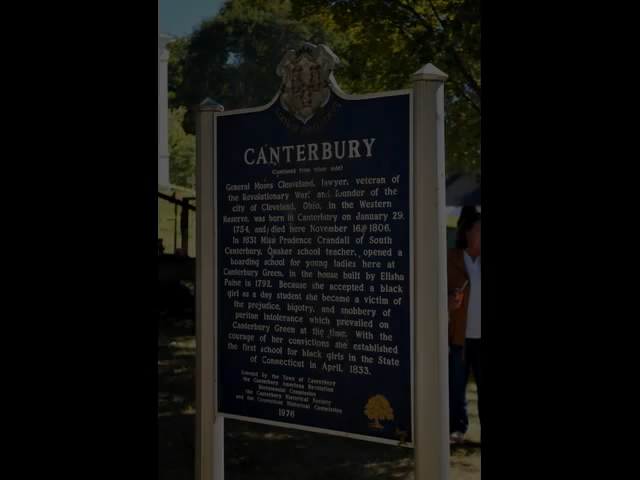 CANTERBURY
(Continued from other side)
General Moses Cleaveland, lawyer, veteran of
the Revolutionary War, and founder of the
city of Cleveland, Ohio, in the Western
Reserve, was born in Canterbury on January 29,
1754, and died here November 16, 1806.
In 1831 Miss Prudence Crandall of South
Canterbury, Quaker school teacher, opened a
boarding school for young ladies here at
Canterbury Green, in the house built by Elisha
Paine in 1792. Because she accepted a black
girl as a day student she became a victim of
the prejudice, bigotry, and snobbery of
puritan intolerance which prevailed on
Canterbury Green at the time. With the
courage of her convictions she established
the first school for black girls in the State
of Connecticut in April, 1833.
Erected by the Town of Canterbury
the Canterbury American Revolution
Bicentennial Commission
the Canterbury Historical Society
and the Connecticut Historical Commission
1976